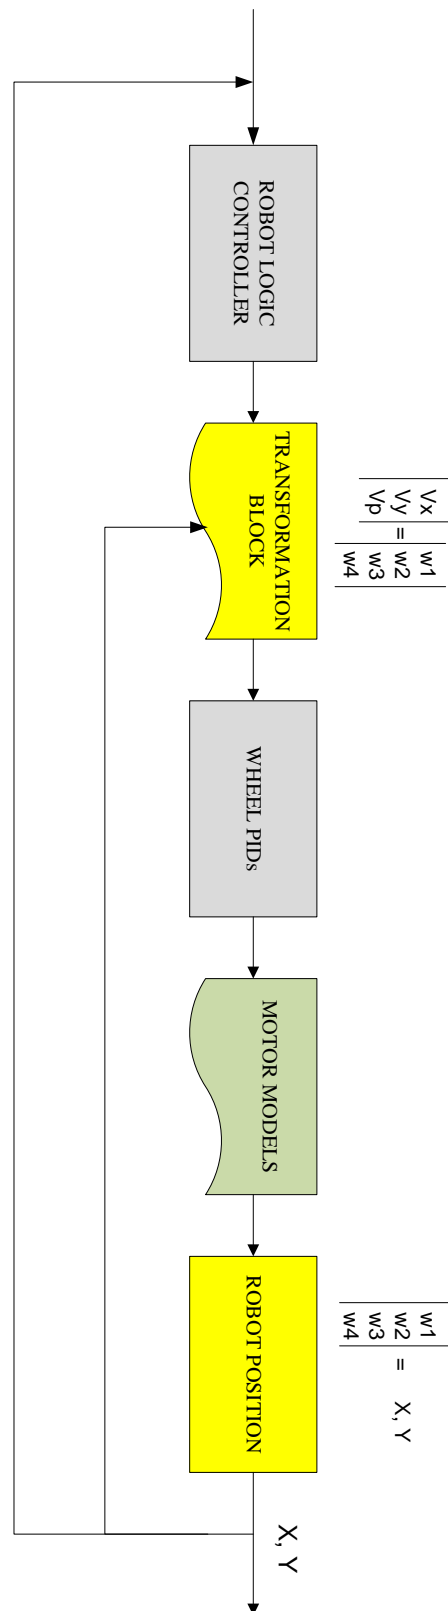 ROBOT LOGIC
CONTROLLER
TRANSFORMATION
BLOCK
Vx
Vy
Vp
=
w1
w2
w3
w4
WHEEL PIDs
MOTOR MODELS
ROBOT POSITION
w1
w2
w3
w4
= X, Y
X, Y